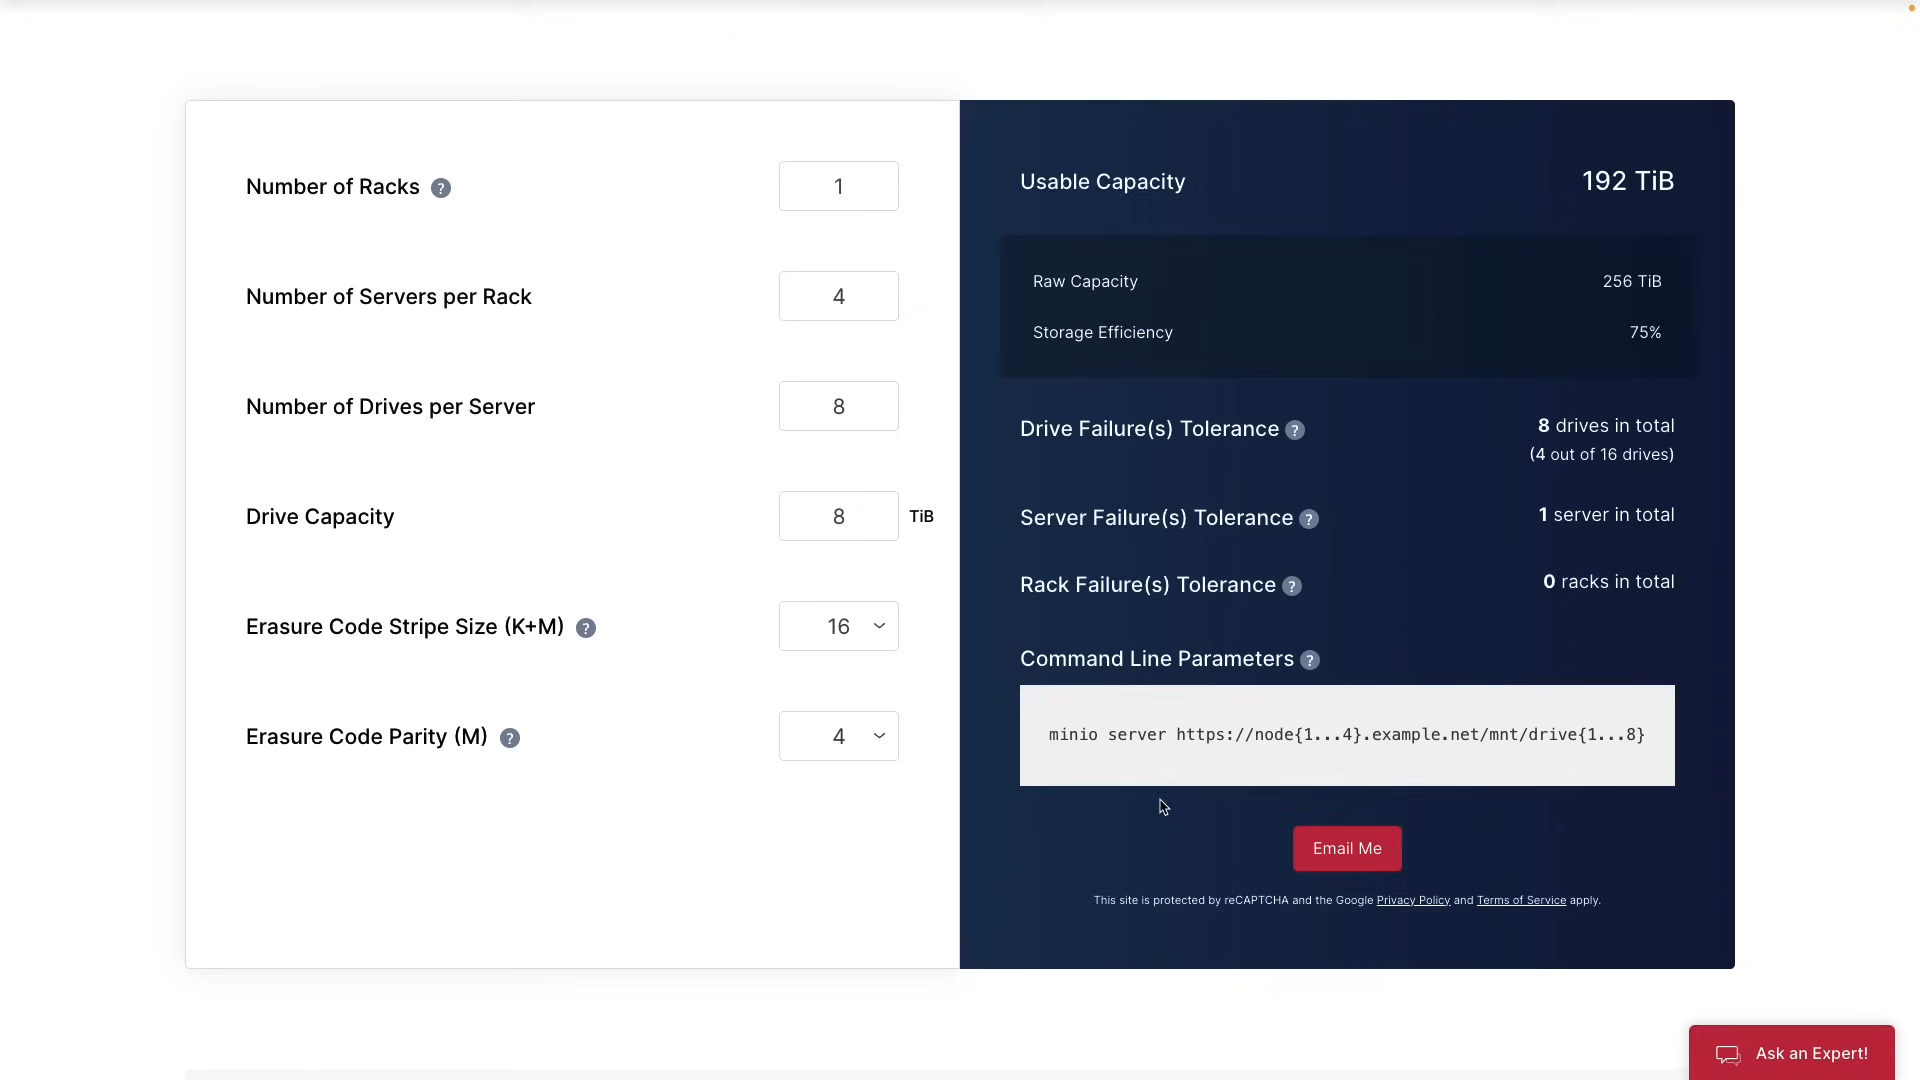 Number of Racks ?
1
Number of Servers per Rack
4
Number of Drives per Server
8
Drive Capacity
8 TiB
Erasure Code Stripe Size (K+M) ?
16
Erasure Code Parity (M) ?
4
Usable Capacity
192 TiB
Raw Capacity
256 TiB
Storage Efficiency
75%
Drive Failure(s) Tolerance ?
8 drives in total
(4 out of 16 drives)
Server Failure(s) Tolerance ?
1 server in total
Rack Failure(s) Tolerance ?
0 racks in total
Command Line Parameters ?
minio server https://node{1...4}.example.net/mnt/drive{1...8}
Email Me
This site is protected by reCAPTCHA and the Google Privacy Policy and Terms of Service apply.
Ask an Expert!